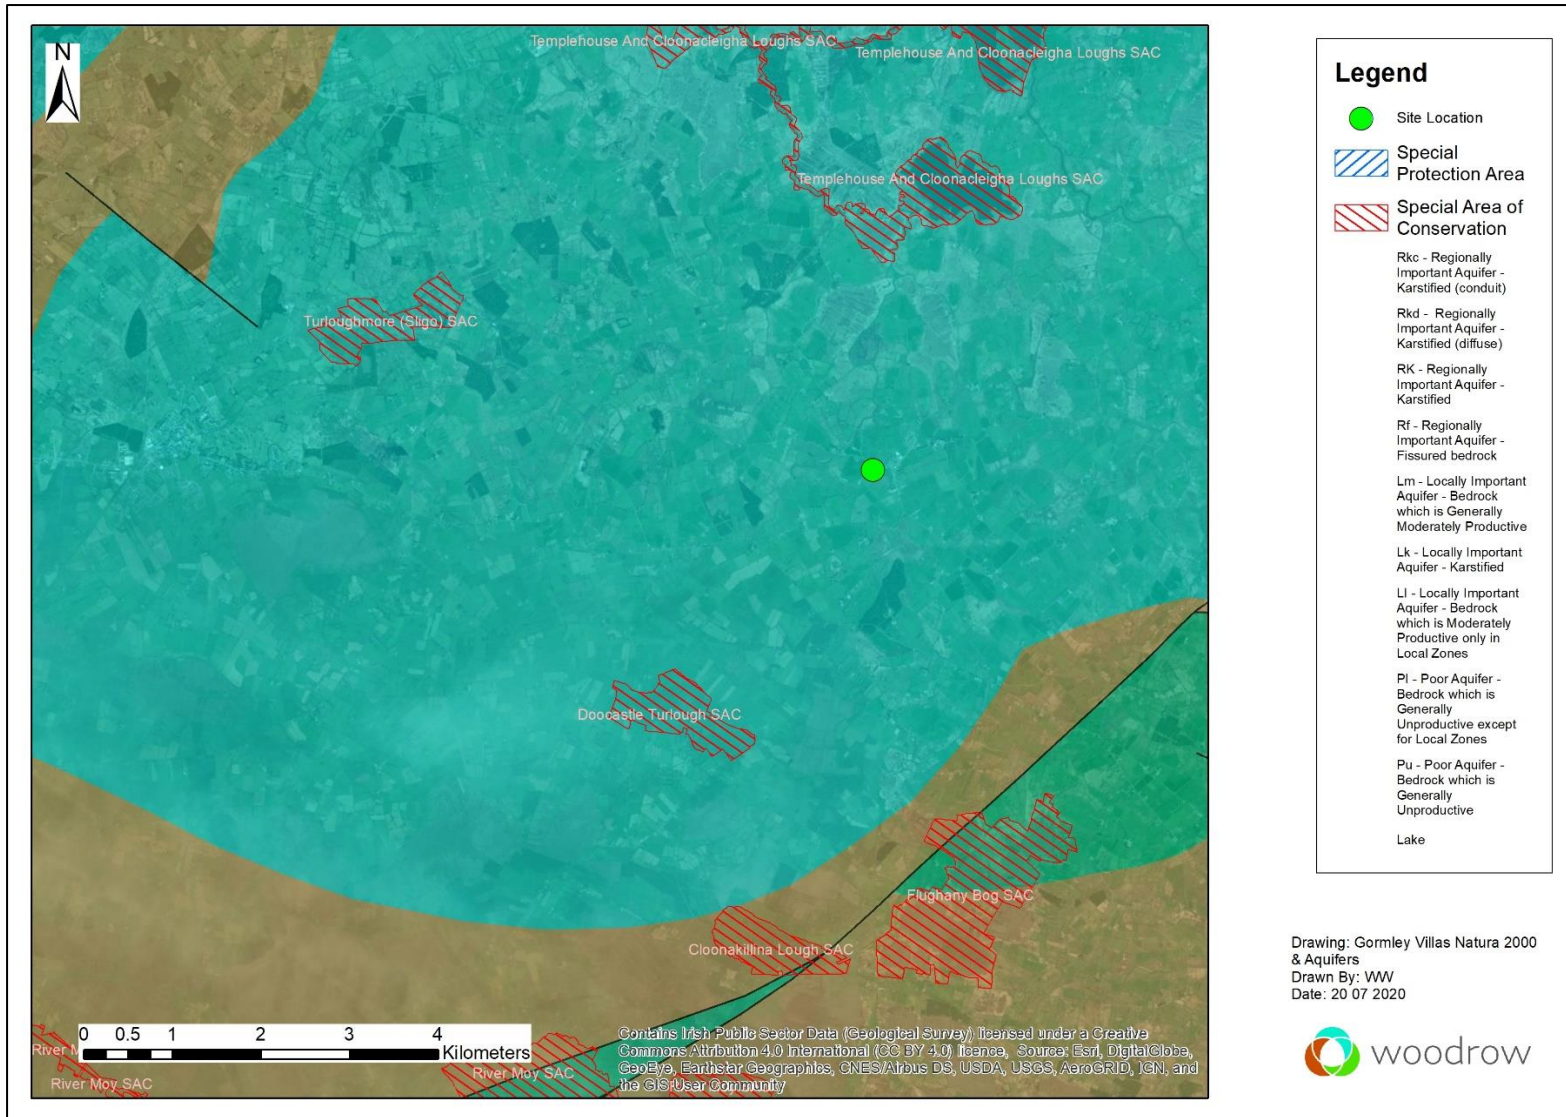 N
Templehouse And Cloonacleigha Loughs SAC
Templehouse And Cloonacleigha Loughs SAC
Templehouse And Cloonacleigha Loughs SAC
Turloughmore (Sligo) SAC
Doocastle Turlough SAC
Flughany Bog SAC
Cloonakillina Lough SAC
River M
River Moy SAC
River Moy SAC
0 0.5 1 2 3 4
Kilometers
Contains Irish Public Sector Data (Geological Survey) licensed under a Creative
Commons Attribution 4.0 International (CC BY 4.0) licence, Source: Esri, DigitalGlobe,
GeoEye, Earthstar Geographics, CNES/Airbus DS, USDA, USGS, AeroGRID, IGN, and
the GIS User Community
Legend
Site Location
Special
Protection Area
Special Area of
Conservation
Rkc - Regionally
Important Aquifer -
Karstified (conduit)
Rkd - Regionally
Important Aquifer -
Karstified (diffuse)
RK - Regionally
Important Aquifer -
Karstified
Rf - Regionally
Important Aquifer -
Fissured bedrock
Lm - Locally Important
Aquifer - Bedrock
which is Generally
Moderately Productive
Lk - Locally Important
Aquifer - Karstified
Ll - Locally Important
Aquifer - Bedrock
which is Moderately
Productive only in
Local Zones
Pl - Poor Aquifer -
Bedrock which is
Generally
Unproductive except
for Local Zones
Pu - Poor Aquifer -
Bedrock which is
Generally
Unproductive
Lake
Drawing: Gormley Villas Natura 2000
& Aquifers
Drawn By: WW
Date: 20 07 2020
woodrow